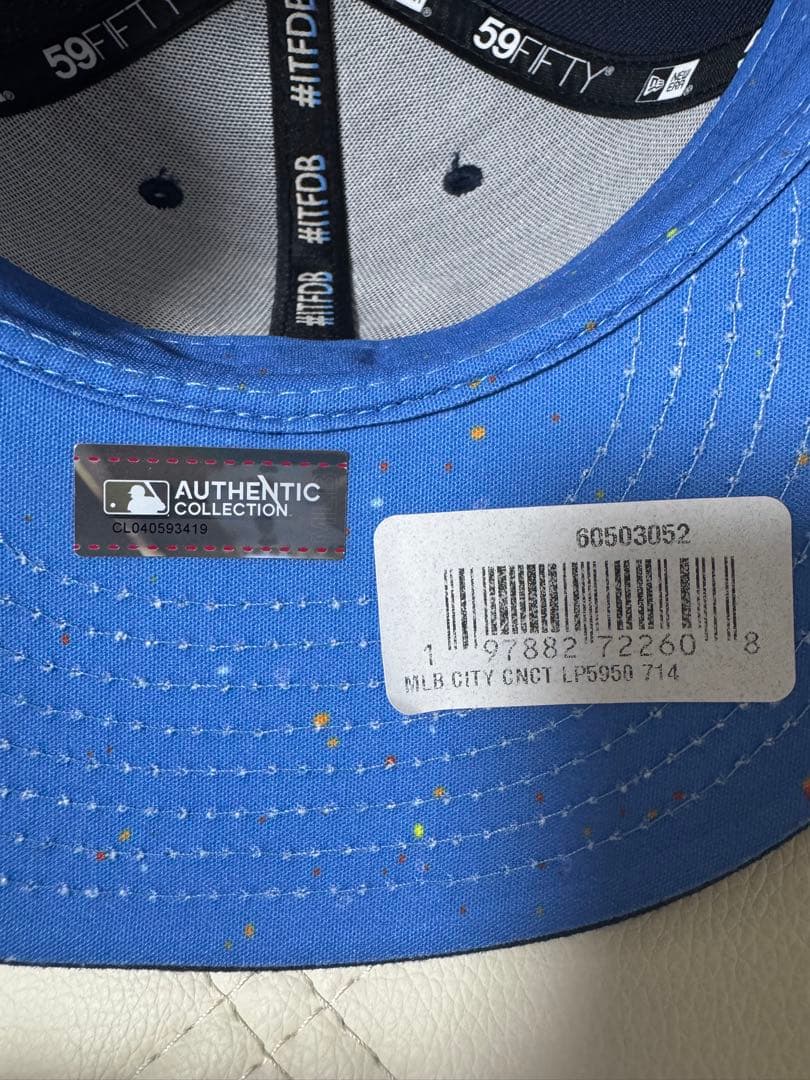 59FIFTY®
#ITFDB
59FIFTY®
NEW ERA®
#ITFDB
#ITFDB
AUTHENTIC
COLLECTION
CL040593419
60503052
1 97882 72260 8
MLB CITY CNCT LP5950 714